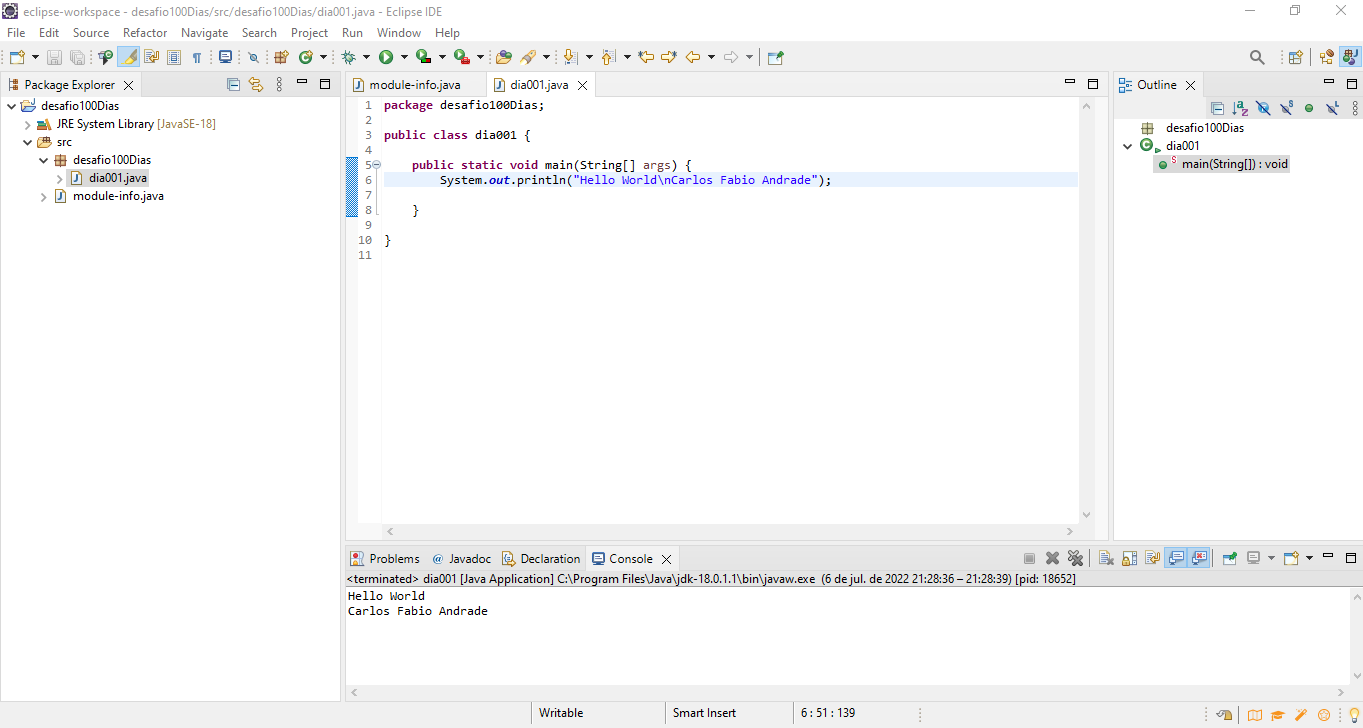 eclipse-workspace - desafio100Dias/src/desafio100Dias/dia001.java - Eclipse IDE
File Edit Source Refactor Navigate Search Project Run Window Help
Package Explorer
desafio100Dias
JRE System Library [JavaSE-18]
src
desafio100Dias
dia001.java
module-info.java
module-info.java dia001.java
1 package desafio100Dias;
2
3 public class dia001 {
4
5 public static void main(String[] args) {
6 System.out.println("Hello World\nCarlos Fabio Andrade");
7
8 }
9
10 }
11
Outline
desafio100Dias
dia001
main(String[]) : void
Problems @ Javadoc Declaration Console
<terminated> dia001 [Java Application] C:\Program Files\Java\jdk-18.0.1.1\bin\javaw.exe (6 de jul. de 2022 21:28:36 – 21:28:39) [pid: 18652]
Hello World
Carlos Fabio Andrade
Writable Smart Insert 6 : 51 : 139